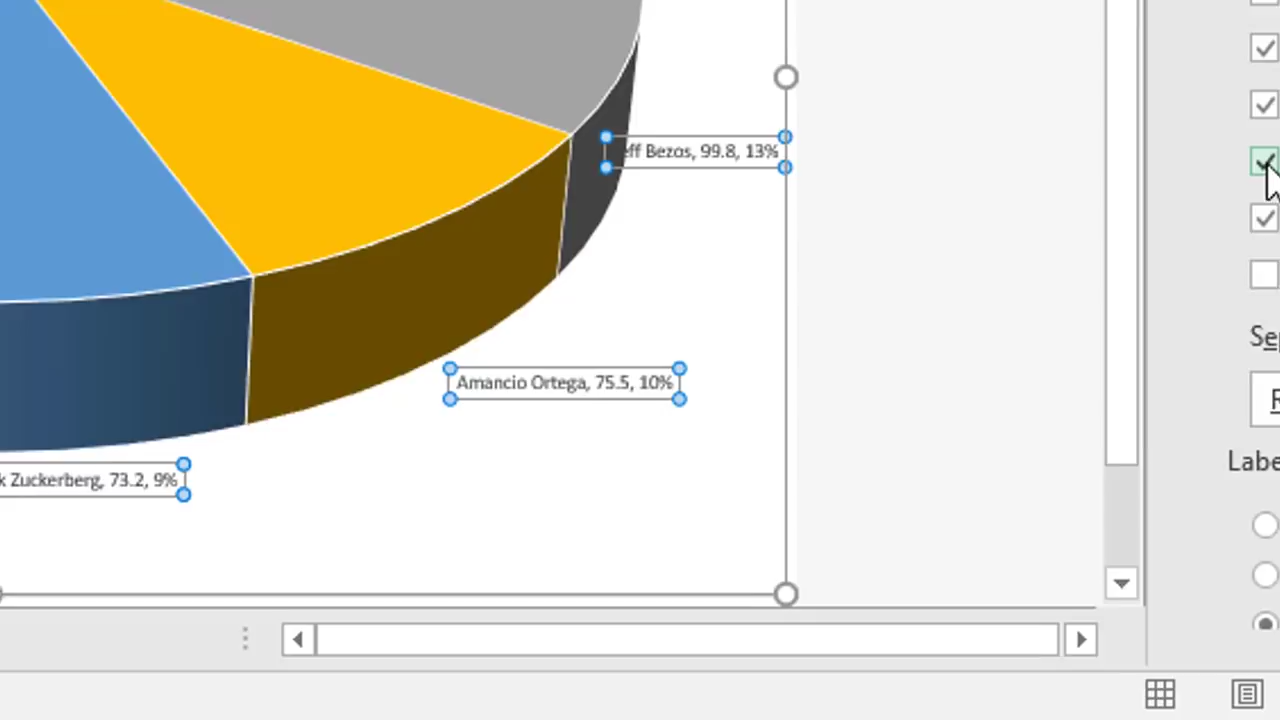 eff Bezos, 99.8, 13%
Amancio Ortega, 75.5, 10%
k Zuckerberg, 73.2, 9%
Se
R
Labe